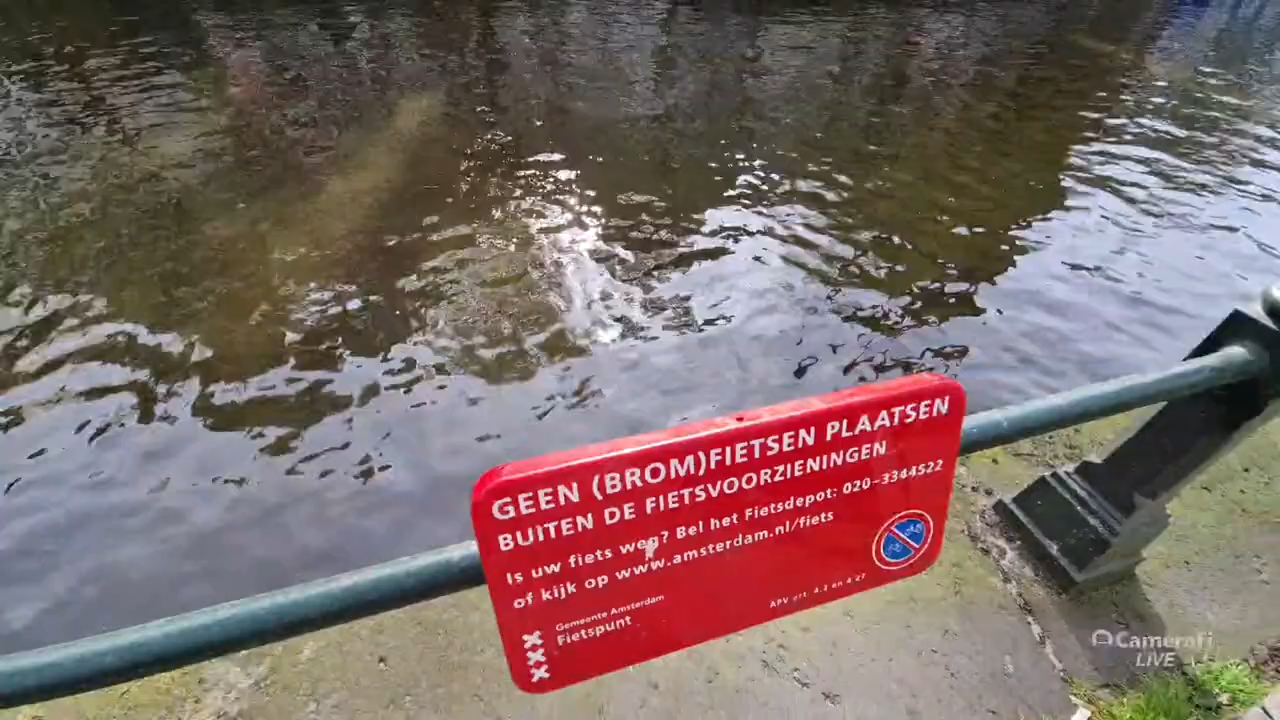 GEEN (BROM)FIETSEN PLAATSEN
BUITEN DE FIETSVOORZIENINGEN
Is uw fiets weg? Bel het Fietsdepot: 020-3344522
of kijk op www.amsterdam.nl/fiets
Gemeente Amsterdam
Fietspunt
APV art. 4.3 en 4.27
CameraFi
LIVE